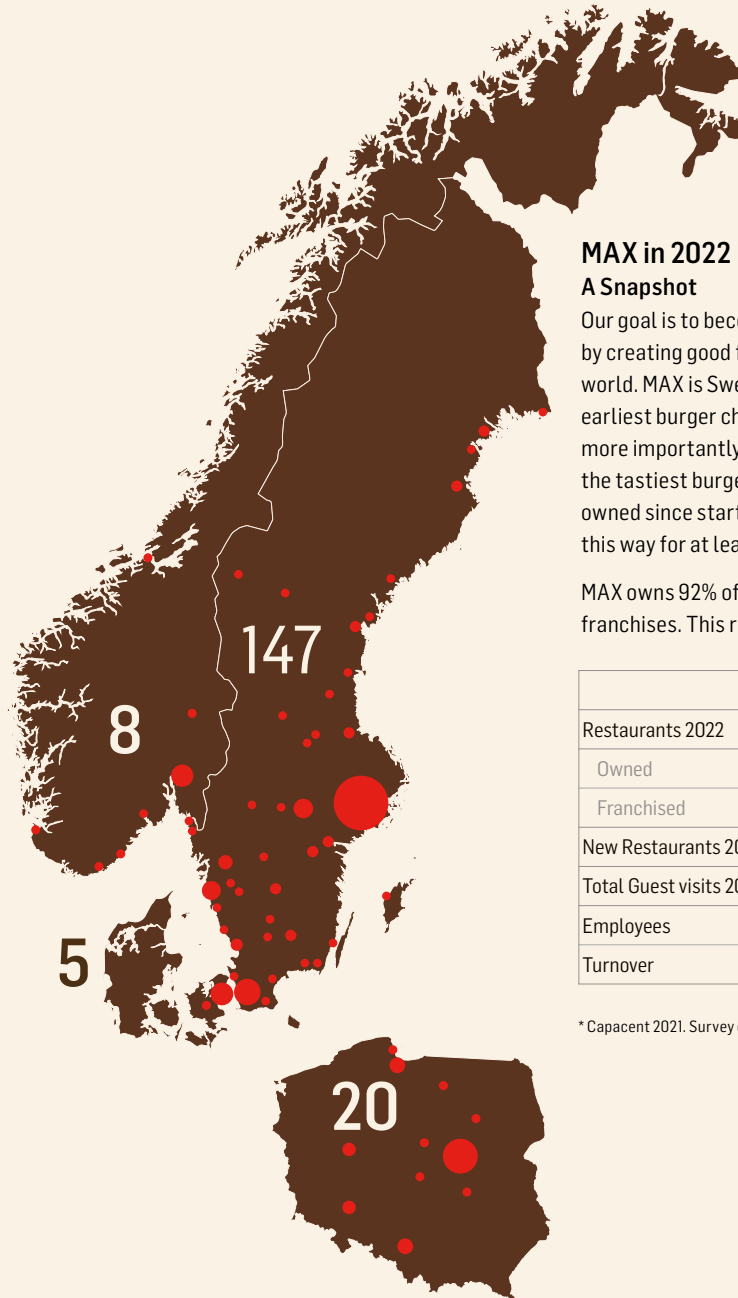 MAX in 2022
A Snapshot
Our goal is to bec
by creating good f
world. MAX is Swe
earliest burger ch
more importantly
the tastiest burge
owned since start
this way for at lea
MAX owns 92% of
franchises. This r
147
8
Restaurants 2022
Owned
Franchised
New Restaurants 20
Total Guest visits 20
Employees
Turnover
5
* Capacent 2021. Survey
20